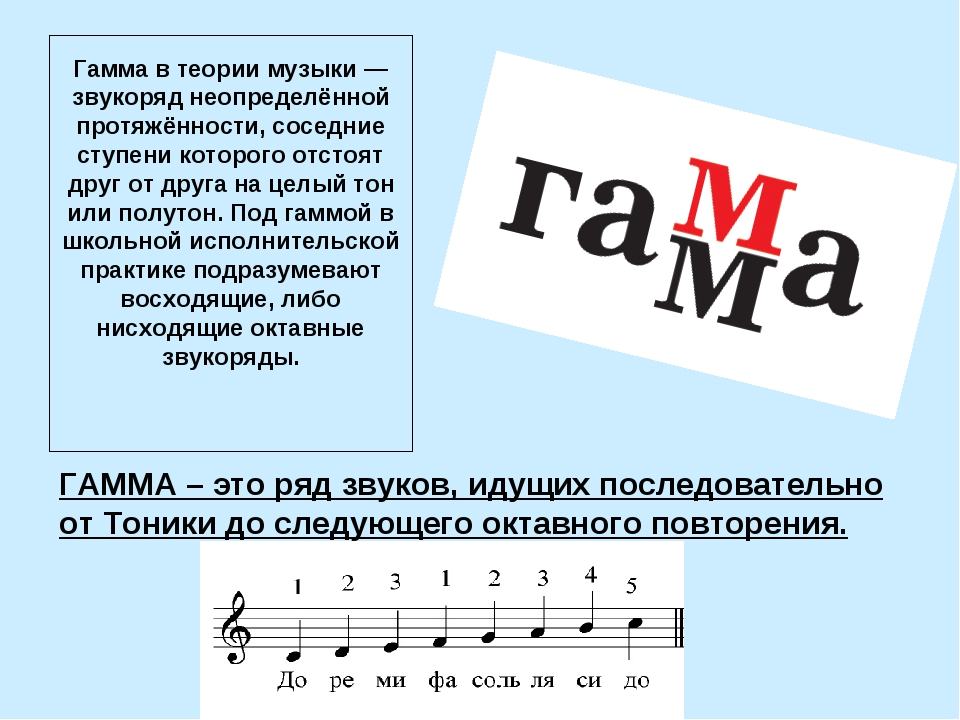 Гамма в теории музыки —
звукоряд неопределённой
протяжённости, соседние
ступени которого отстоят
друг от друга на целый тон
или полутон. Под гаммой в
школьной исполнительской
практике подразумевают
восходящие, либо
нисходящие октавные
звукоряды.
гамма
ГАММА – это ряд звуков, идущих последовательно
от Тоники до следующего октавного повторения.
1 2 3 1 2 3 4 5
До ре ми фа соль ля си до